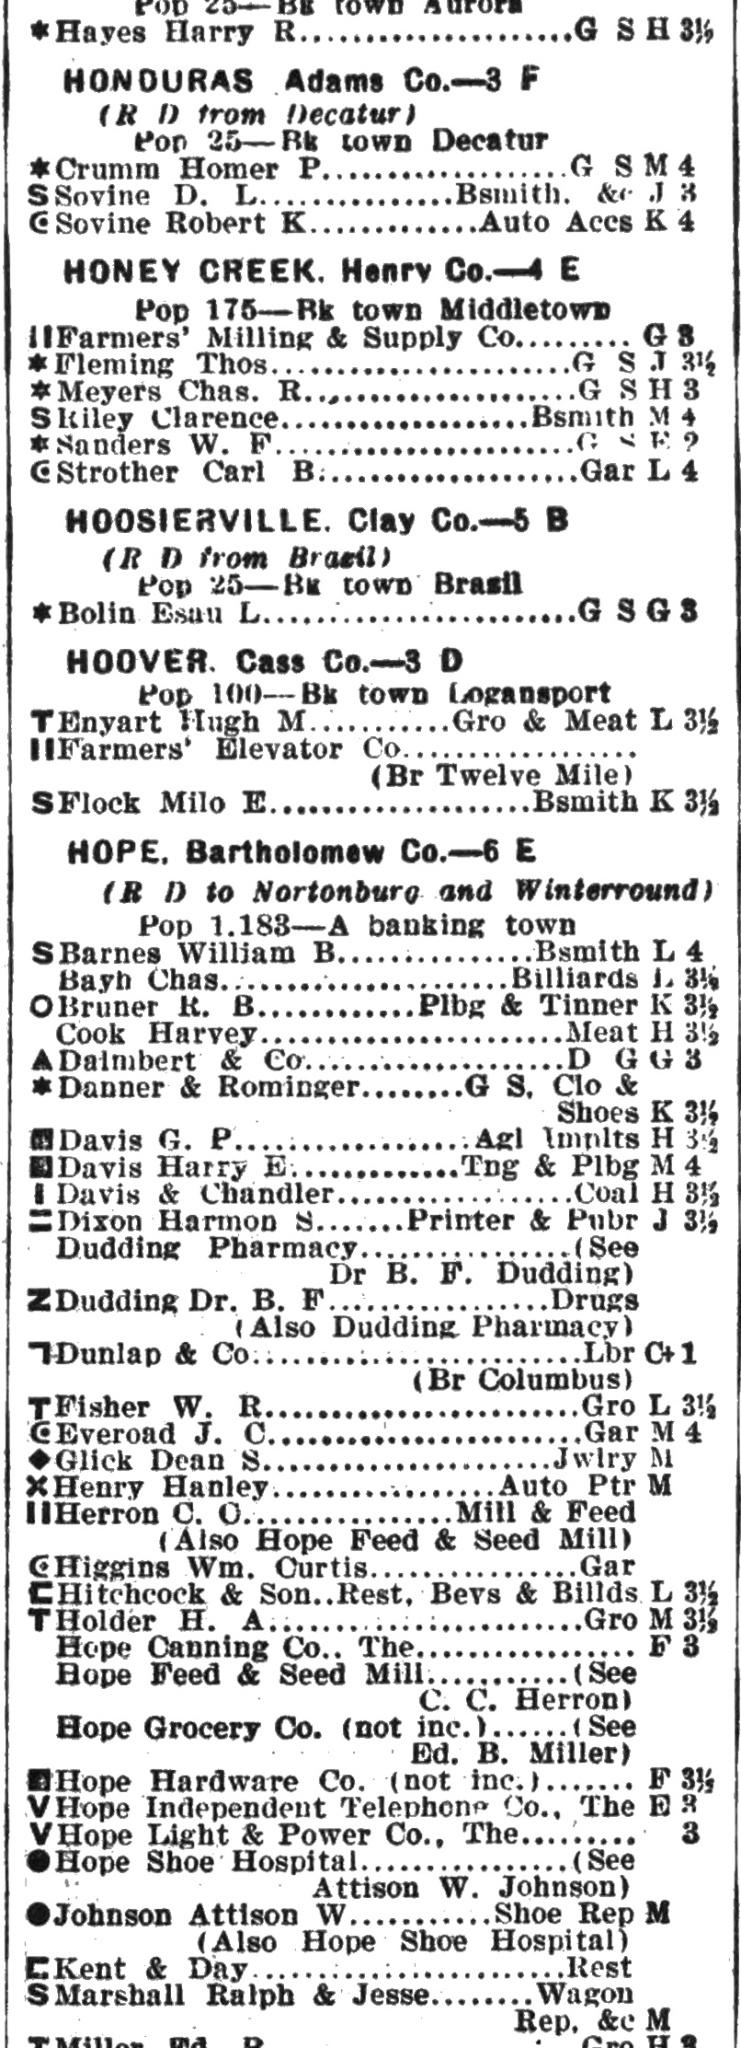 Pop 25—Bk town Aurora
* Hayes Harry R.....................G S H 3½
HONDURAS Adams Co.—3 F
(R D from Decatur)
Pop 25—Bk town Decatur
* Crumm Homer P...................G S M 4
S Sovine D. L...............Bsmith. &c J 3
G Sovine Robert K.............Auto Accs K 4
HONEY CREEK. Henry Co.—4 E
Pop 175—Bk town Middletown
II Farmers' Milling & Supply Co......... G 3
* Fleming Thos.......................G S J 3½
* Meyers Chas. R....................G S H 3
S Riley Clarence....................Bsmith M 4
* Sanders W. F.......................G S E 2
G Strother Carl B.....................Gar L 4
HOOSIERVILLE. Clay Co.—5 B
(R D from Brazil)
Pop 25—Bk town Brazil
* Bolin Esau L.........................G S G 3
HOOVER. Cass Co.—3 D
Pop 100—Bk town Logansport
T Enyart Hugh M...........Gro & Meat L 3½
II Farmers' Elevator Co..................
(Br Twelve Mile)
S Flock Milo E.....................Bsmith K 3½
HOPE, Bartholomew Co.—6 E
(R D to Nortonburg and Winterround)
Pop 1.183—A banking town
S Barnes William B...............Bsmith L 4
Bayh Chas.......................Billiards L 3½
O Bruner R. B............Plbg & Tinner K 3½
Cook Harvey........................Meat H 3½
▲ Daimbert & Co.....................D G G 3
* Danner & Rominger........G S, Clo &
Shoes K 3½
Davis G. P..................Agl Implts H 3½
Davis Harry E.............Tng & Plbg M 4
I Davis & Chandler..................Coal H 3½
= Dixon Harmon S.......Printer & Pubr J 3½
Dudding Pharmacy.................(See
Dr B. F. Dudding)
Z Dudding Dr. B. F.................Drugs
(Also Dudding Pharmacy)
Dunlap & Co..........................Lbr C+1
(Br Columbus)
T Fisher W. R.........................Gro L 3½
G Everoad J. C........................Gar M 4
◆ Glick Dean S.......................Jwlry M
X Henry Hanley..................Auto Ptr M
II Herron C. C.................Mill & Feed
(Also Hope Feed & Seed Mill)
G Higgins Wm. Curtis.................Gar
C Hitchcock & Son..Rest, Bevs & Billds L 3½
T Holder H. A.........................Gro M 3½
Hope Canning Co., The................. F 3
Hope Feed & Seed Mill............(See
C. C. Herron)
Hope Grocery Co. (not inc.)......(See
Ed. B. Miller)
Hope Hardware Co. (not inc.)....... F 3½
V Hope Independent Telephone Co., The E 3
V Hope Light & Power Co., The......... 3
● Hope Shoe Hospital.................(See
Attison W. Johnson)
● Johnson Attison W...........Shoe Rep M
(Also Hope Shoe Hospital)
C Kent & Day.........................Rest
S Marshall Ralph & Jesse........Wagon
Rep, &c M
T Miller Ed. B. Gro H 3